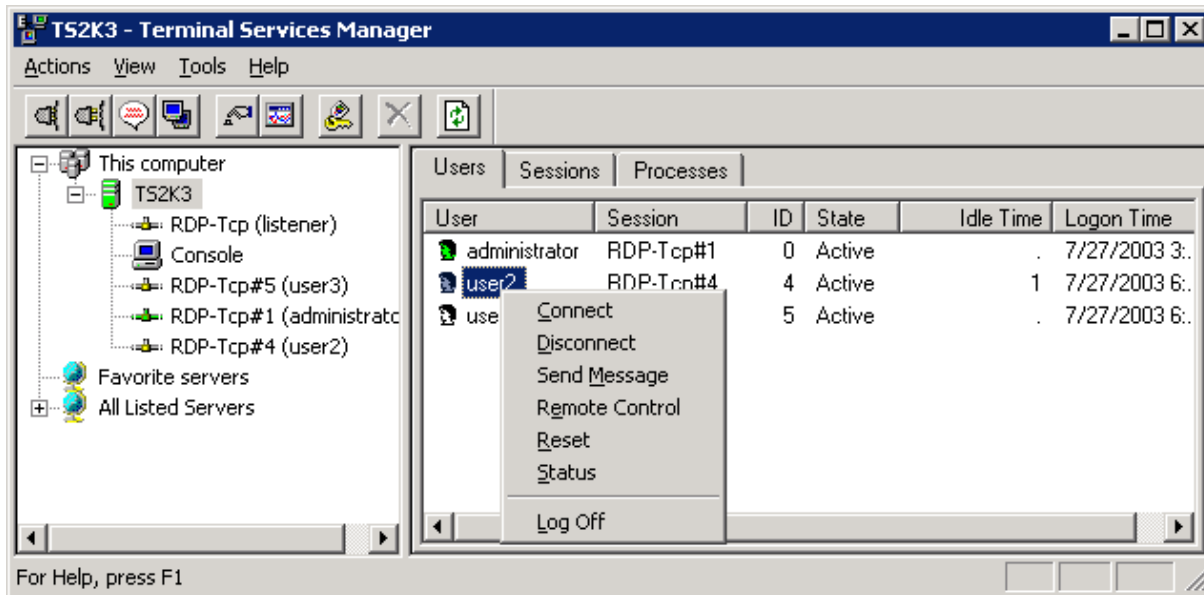 TS2K3 - Terminal Services Manager
Actions View Tools Help
This computer
TS2K3
RDP-Tcp (listener)
Console
RDP-Tcp#5 (user3)
RDP-Tcp#1 (administratc
RDP-Tcp#4 (user2)
Favorite servers
All Listed Servers
Users Sessions Processes
User Session ID State Idle Time Logon Time
administrator RDP-Tcp#1 0 Active . 7/27/2003 3:.
user2 RDP-Tcp#4 4 Active 1 7/27/2003 6:.
use 5 Active . 7/27/2003 6:.
Connect
Disconnect
Send Message
Remote Control
Reset
Status
Log Off
For Help, press F1